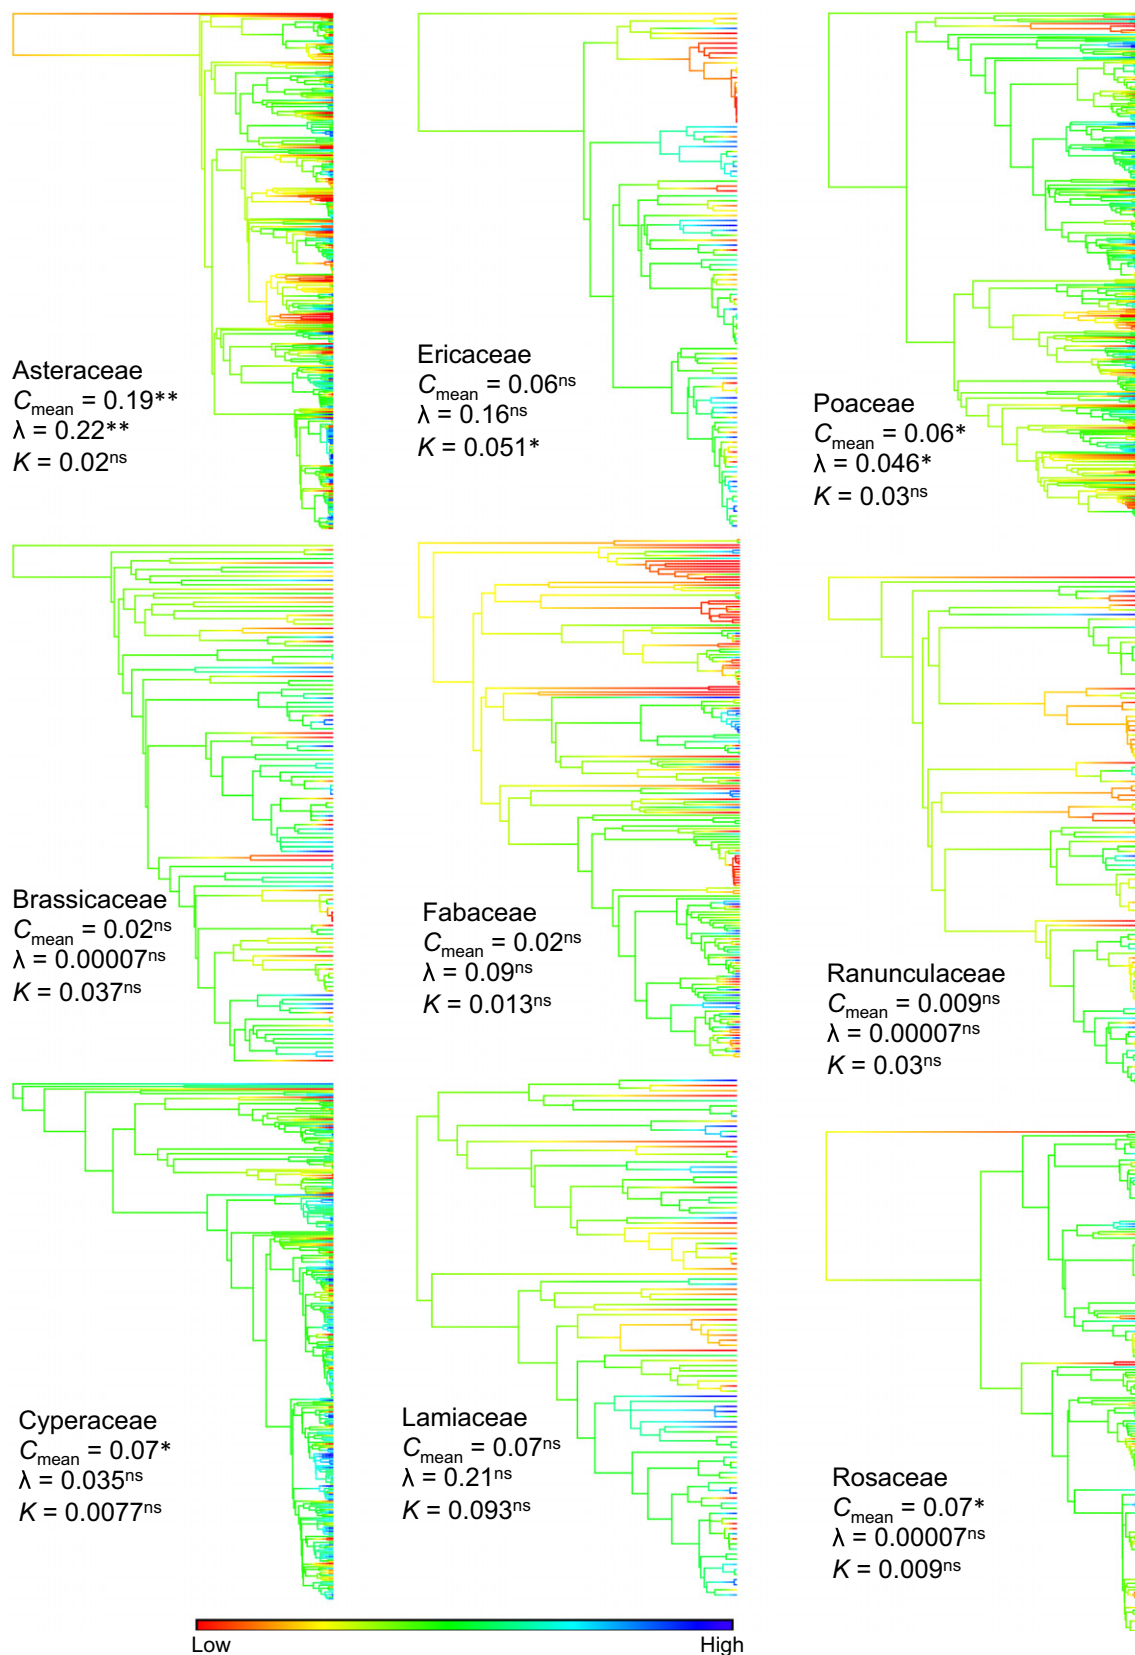 Asteraceae
Cmean = 0.19**
λ = 0.22**
K = 0.02ns
Ericaceae
Cmean = 0.06ns
λ = 0.16ns
K = 0.051*
Poaceae
Cmean = 0.06*
λ = 0.046*
K = 0.03ns
Brassicaceae
Cmean = 0.02ns
λ = 0.00007ns
K = 0.037ns
Fabaceae
Cmean = 0.02ns
λ = 0.09ns
K = 0.013ns
Ranunculaceae
Cmean = 0.009ns
λ = 0.00007ns
K = 0.03ns
Cyperaceae
Cmean = 0.07*
λ = 0.035ns
K = 0.0077ns
Lamiaceae
Cmean = 0.07ns
λ = 0.21ns
K = 0.093ns
Rosaceae
Cmean = 0.07*
λ = 0.00007ns
K = 0.009ns
Low High